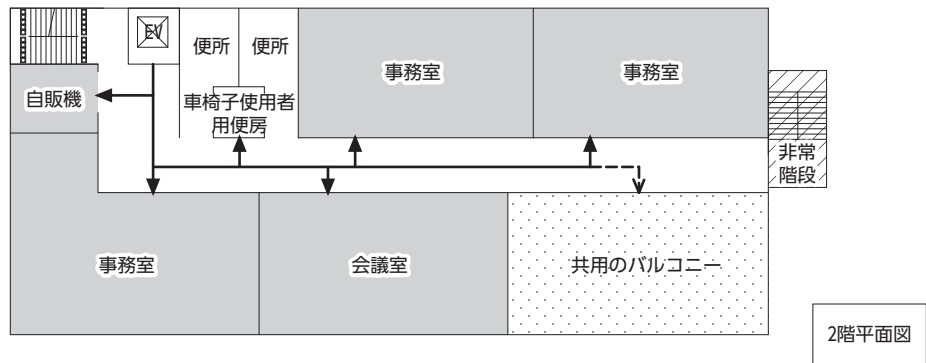 EV
便所
便所
事務室
事務室
自販機
車椅子使用者
用便房
非常
階段
事務室
会議室
共用のバルコニー
2階平面図